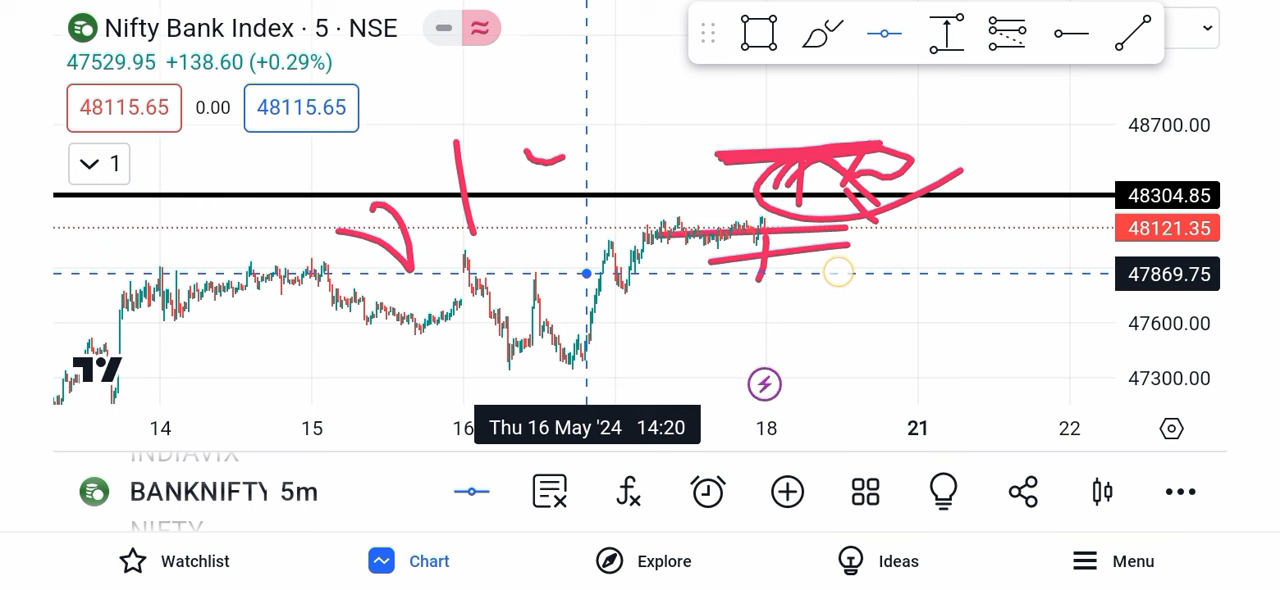 Nifty Bank Index · 5 · NSE
47529.95 +138.60 (+0.29%)
48115.65 0.00 48115.65
1
48700.00
48304.85
48121.35
47869.75
47600.00
47300.00
14 15 16 Thu 16 May '24 14:20 18 21 22
INDIAVIX
BANKNIFTY 5m
NIFTY
Watchlist Chart Explore Ideas Menu